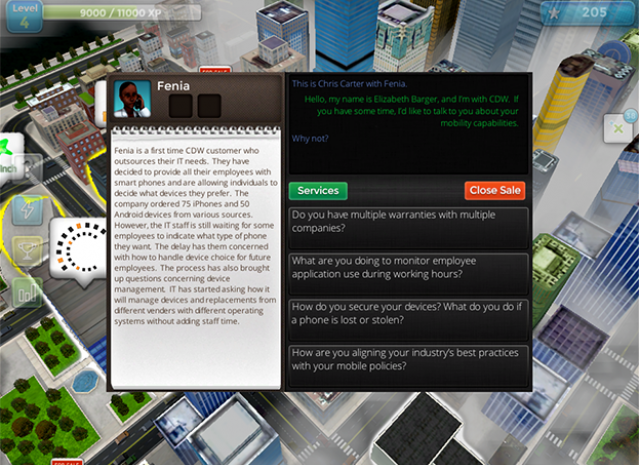 Level
4
9000 / 11000 XP
205
FOR SALE
Fenia
This is Chris Carter with Fenia.
Hello, my name is Elizabeth Barger, and I'm with CDW. If
you have some time, I'd like to talk to you about your
mobility capabilities.
Why not?
Fenia is a first time CDW customer who
outsources their IT needs. They have
decided to provide all their employees with
smart phones and are allowing individuals to
decide what devices they prefer. The
company ordered 75 iPhones and 50
Android devices from various sources.
However, the IT staff is still waiting for some
employees to indicate what type of phone
they want. The delay has them concerned
with how to handle device choice for future
employees. The process has also brought
up questions concerning device
management. IT has started asking how it
will manage devices and replacements from
different venders with different operating
systems without adding staff time.
Services
Close Sale
Do you have multiple warranties with multiple
companies?
What are you doing to monitor employee
application use during working hours?
How do you secure your devices? What do you do if
a phone is lost or stolen?
How are you aligning your industry's best practices
with your mobile policies?
FOR SALE